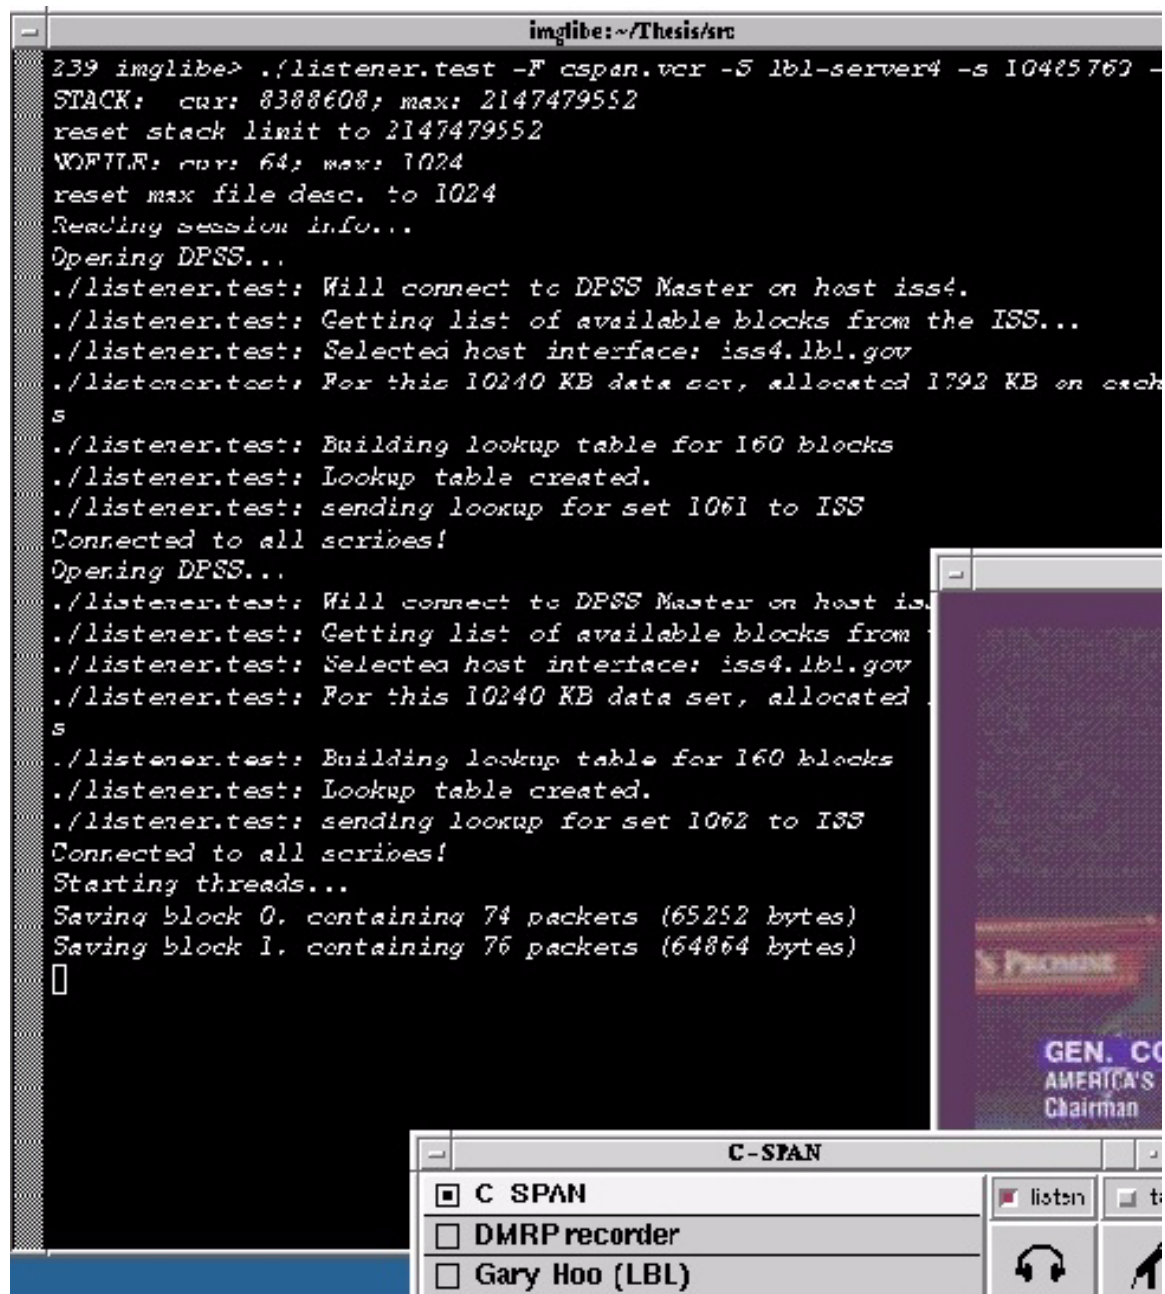 imglibe:~/Thesis/src
239 imglibe> ./listener.test -F cspan.vcr -S lbl-server4 -s 10485760 -
STACK:  cur: 8388608; max: 2147479552
reset stack limit to 2147479552
NOFILE: cur: 64; max: 1024
reset max file desc. to 1024
Reading session info...
Opening DPSS...
./listener.test: Will connect to DPSS Master on host iss4.
./listener.test: Getting list of available blocks from the ISS...
./listener.test: Selected host interface: iss4.lbl.gov
./listener.test: For this 10240 KB data set, allocated 1792 KB on each
s
./listener.test: Building lookup table for 160 blocks
./listener.test: Lookup table created.
./listener.test: sending lookup for set 1061 to ISS
Connected to all scribes!
Opening DPSS...
./listener.test: Will connect to DPSS Master on host is
./listener.test: Getting list of available blocks from
./listener.test: Selected host interface: iss4.lbl.gov
./listener.test: For this 10240 KB data set, allocated
s
./listener.test: Building lookup table for 160 blocks
./listener.test: Lookup table created.
./listener.test: sending lookup for set 1062 to ISS
Connected to all scribes!
Starting threads...
Saving block 0. containing 74 packets (65252 bytes)
Saving block 1. containing 76 packets (64864 bytes)
'S PROMISE
GEN. CO
AMERICA'S
Chairman
C-SPAN
C SPAN
listen
DMRP recorder
Gary Hoo (LBL)